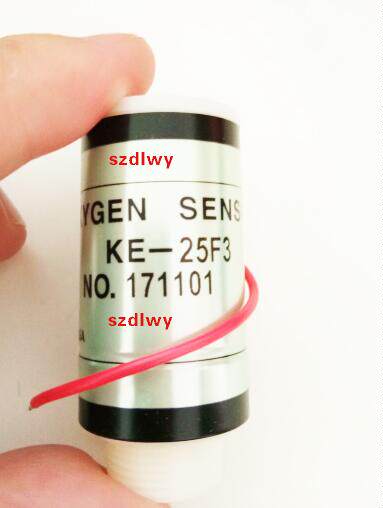 szdlwy
YGEN SENS
KE-25F3
NO. 171101
szdlwy